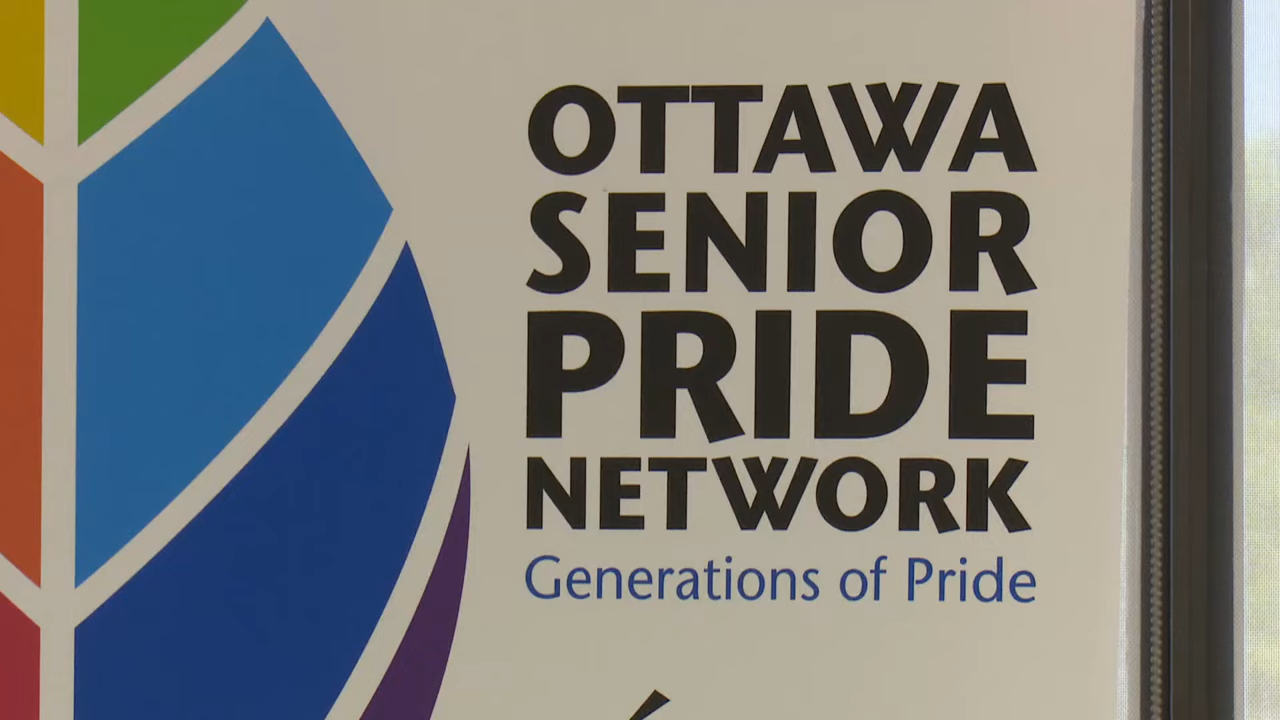 OTTAWA
SENIOR
PRIDE
NETWORK
Generations of Pride